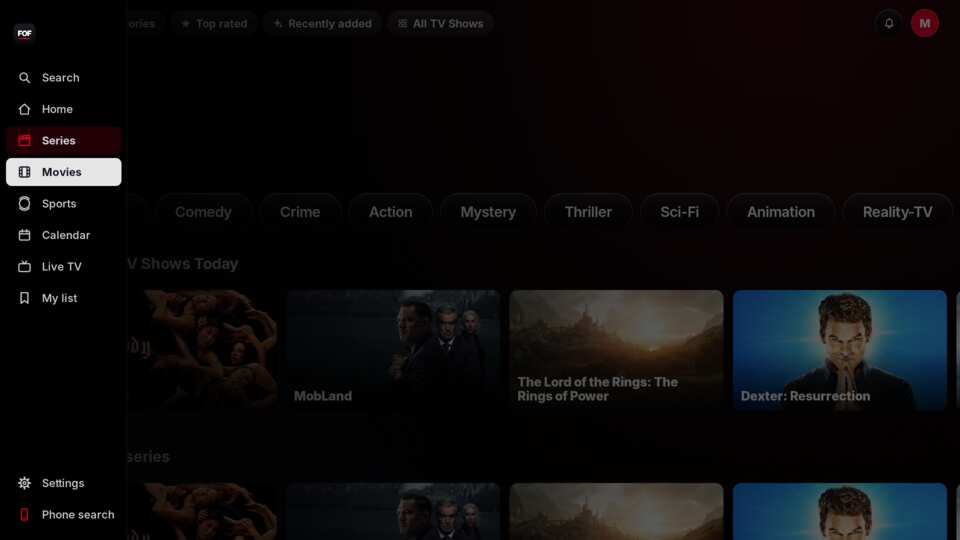 FOF
Top rated
Recently added
All TV Shows
M
Search
Home
Series
Movies
Sports
Calendar
Live TV
My list
Settings
Phone search
Comedy
Crime
Action
Mystery
Thriller
Sci-Fi
Animation
Reality-TV
TV Shows Today
MobLand
The Lord of the Rings: The
Rings of Power
Dexter: Resurrection
series